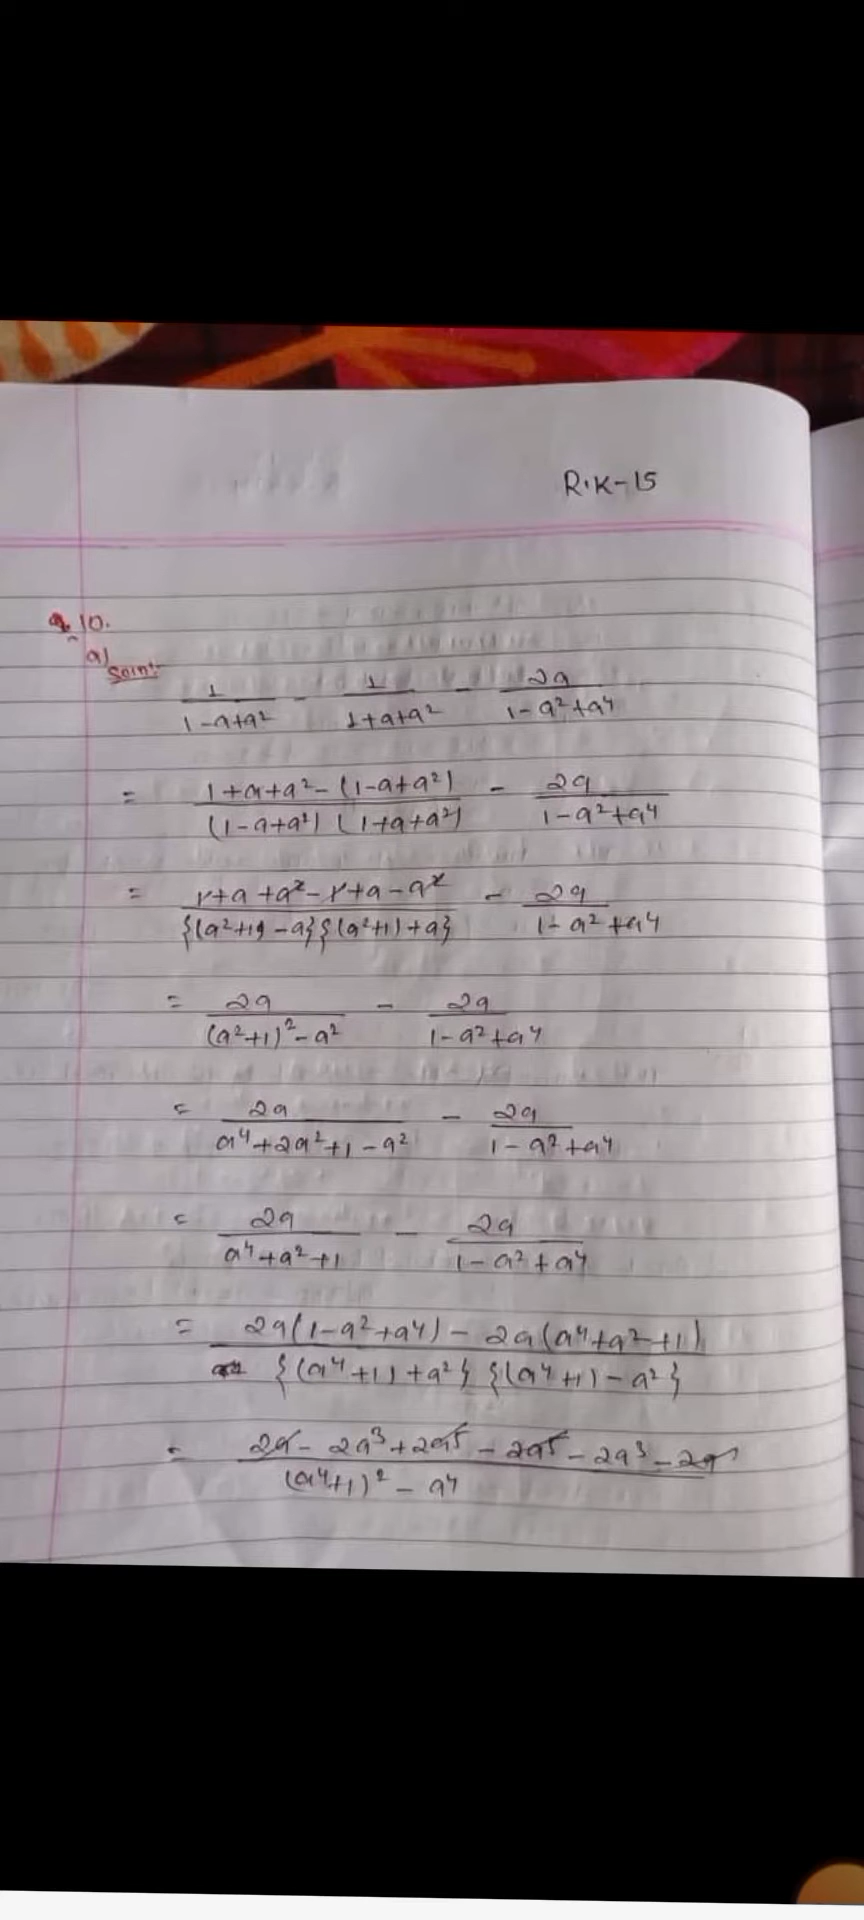 R.K-15
Q.10.
a)
Soln:-
1/(1-a+a²) - 1/(1+a+a²) - 2a/(1-a²+a⁴)
= (1+a+a²-(1-a+a²))/((1-a+a²)(1+a+a²)) - 2a/(1-a²+a⁴)
= (1+a+a²-1+a-a²)/({(a²+1)-a}{(a²+1)+a}) - 2a/(1-a²+a⁴)
= 2a/((a²+1)²-a²) - 2a/(1-a²+a⁴)
= 2a/(a⁴+2a²+1-a²) - 2a/(1-a²+a⁴)
= 2a/(a⁴+a²+1) - 2a/(1-a²+a⁴)
= (2a(1-a²+a⁴)-2a(a⁴+a²+1))/({(a⁴+1)+a²}{(a⁴+1)-a²})
= (2a-2a³+2a⁵-2a⁵-2a³-2a)/((a⁴+1)²-a⁴)